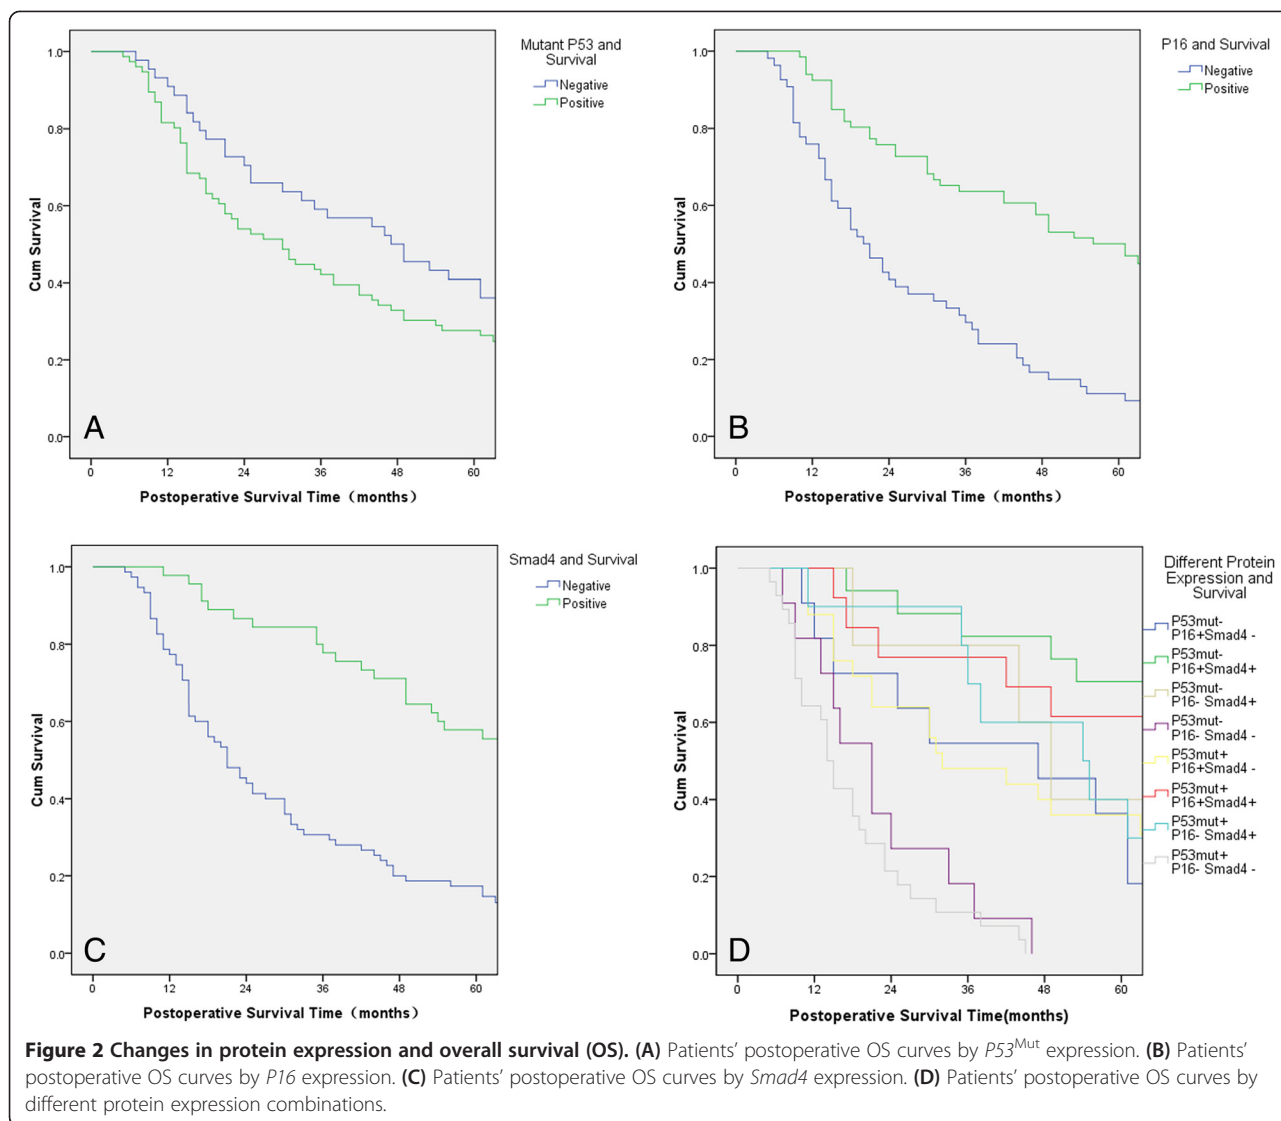 Mutant P53 and
Survival
Negative
Positive
1.0
0.8
0.6
0.4
0.2
0.0
Cum Survival
A
0 12 24 36 48 60
Postoperative Survival Time (months)
P16 and Survival
Negative
Positive
1.0
0.8
0.6
0.4
0.2
0.0
Cum Survival
B
0 12 24 36 48 60
Postoperative Survival Time (months)
Smad4 and Survival
Negative
Positive
1.0
0.8
0.6
0.4
0.2
0.0
Cum Survival
C
0 12 24 36 48 60
Postoperative Survival Time (months)
Different Protein
Expression and
Survival
P53mut-
P16+Smad4 -
P53mut-
P16+Smad4+
P53mut-
P16- Smad4+
P53mut-
P16- Smad4 -
P53mut+
P16+Smad4 -
P53mut+
P16+Smad4+
P53mut+
P16- Smad4+
P53mut+
P16- Smad4 -
1.0
0.8
0.6
0.4
0.2
0.0
Cum Survival
D
0 12 24 36 48 60
Postoperative Survival Time(months)
Figure 2 Changes in protein expression and overall survival (OS). (A) Patients' postoperative OS curves by P53Mut expression. (B) Patients'
postoperative OS curves by P16 expression. (C) Patients' postoperative OS curves by Smad4 expression. (D) Patients' postoperative OS curves by
different protein expression combinations.